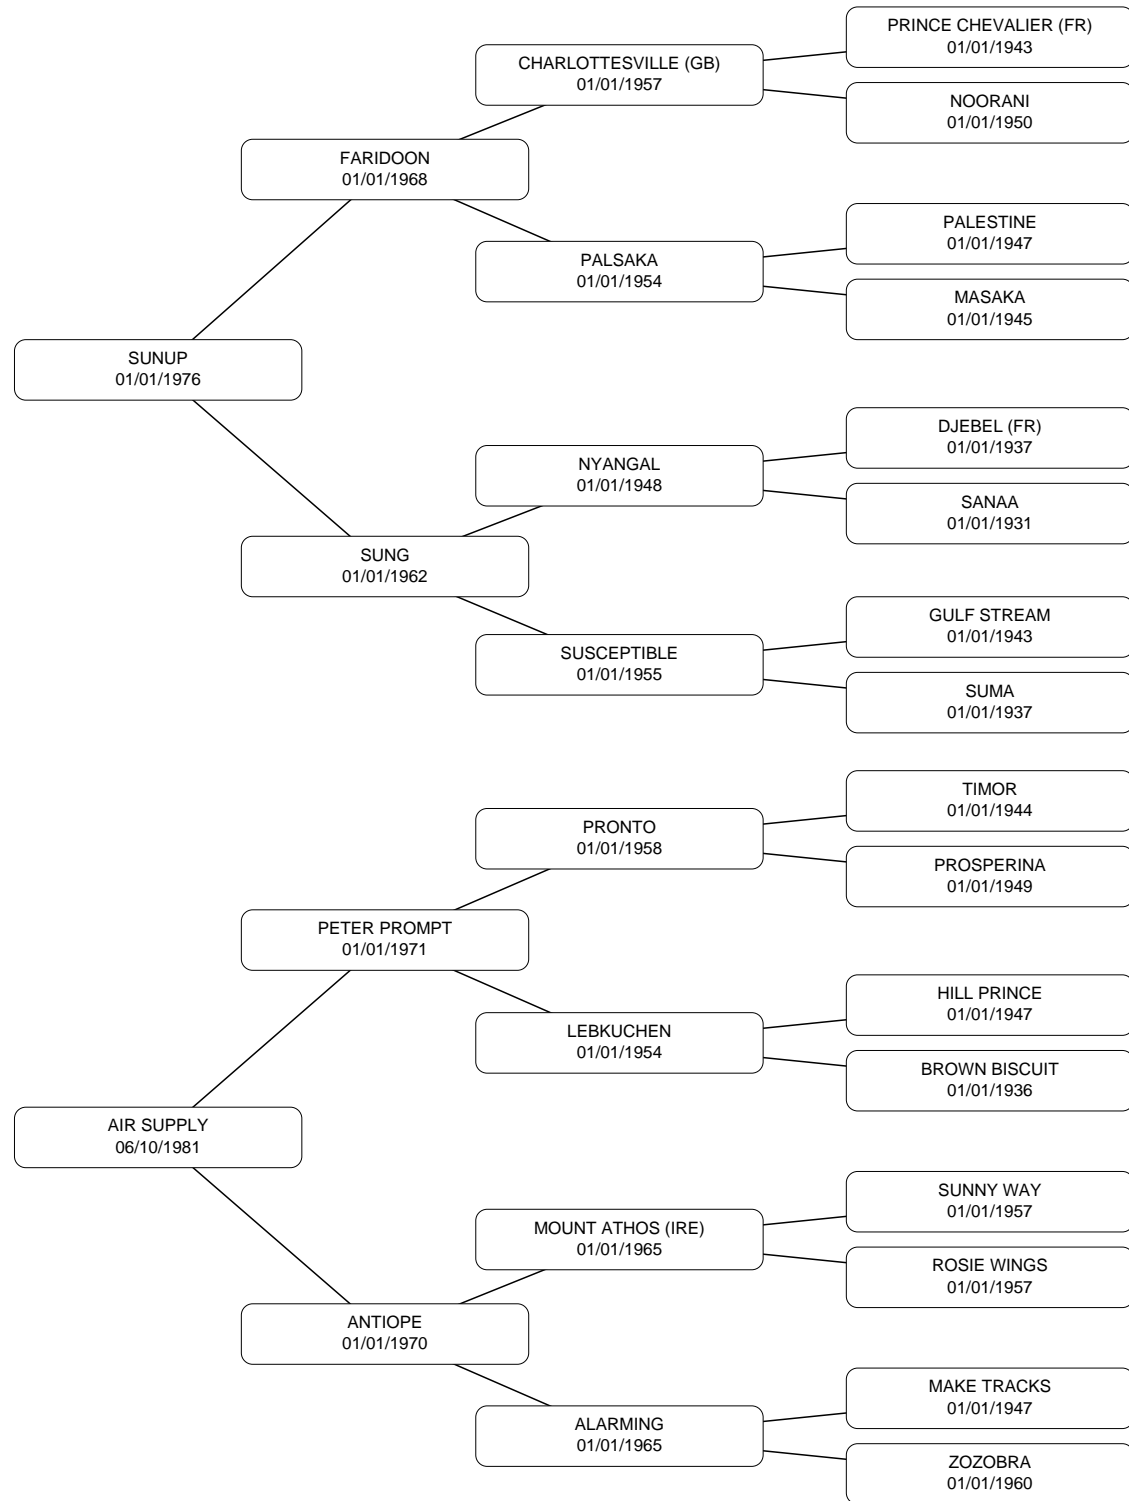 PRINCE CHEVALIER (FR)
01/01/1943
CHARLOTTESVILLE (GB)
01/01/1957
NOORANI
01/01/1950
FARIDOON
01/01/1968
PALESTINE
01/01/1947
PALSAKA
01/01/1954
MASAKA
01/01/1945
SUNUP
01/01/1976
DJEBEL (FR)
01/01/1937
NYANGAL
01/01/1948
SANAA
01/01/1931
SUNG
01/01/1962
GULF STREAM
01/01/1943
SUSCEPTIBLE
01/01/1955
SUMA
01/01/1937
TIMOR
01/01/1944
PRONTO
01/01/1958
PROSPERINA
01/01/1949
PETER PROMPT
01/01/1971
HILL PRINCE
01/01/1947
LEBKUCHEN
01/01/1954
BROWN BISCUIT
01/01/1936
AIR SUPPLY
06/10/1981
SUNNY WAY
01/01/1957
MOUNT ATHOS (IRE)
01/01/1965
ROSIE WINGS
01/01/1957
ANTIOPE
01/01/1970
MAKE TRACKS
01/01/1947
ALARMING
01/01/1965
ZOZOBRA
01/01/1960